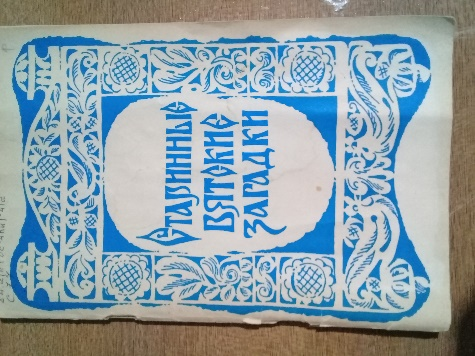 Старинные
вятские
загадки